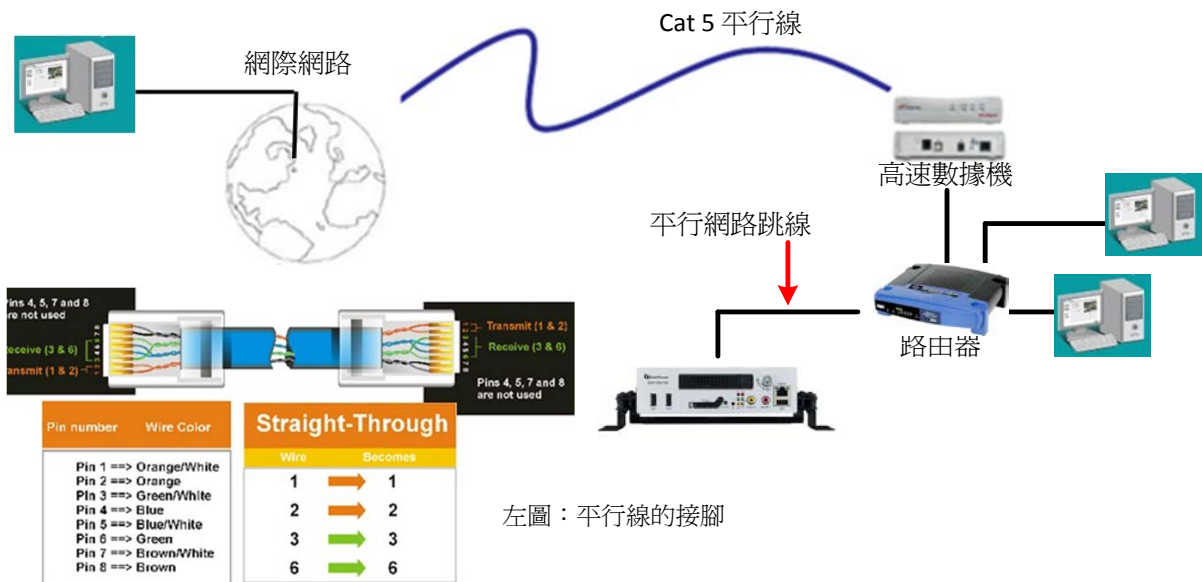 Cat 5 平行線
網際網路
高速數據機
平行網路跳線
路由器
Pins 4, 5, 7 and 8
are not used
Receive (3 & 6)
Transmit (1 & 2)
Transmit (1 & 2)
Receive (3 & 6)
Pins 4, 5, 7 and 8
are not used
Pin number Wire Color
Pin 1 ==> Orange/White
Pin 2 ==> Orange
Pin 3 ==> Green/White
Pin 4 ==> Blue
Pin 5 ==> Blue/White
Pin 6 ==> Green
Pin 7 ==> Brown/White
Pin 8 ==> Brown
Straight-Through
Wire Becomes
1 1
2 2
3 3
6 6
左圖：平行線的接腳